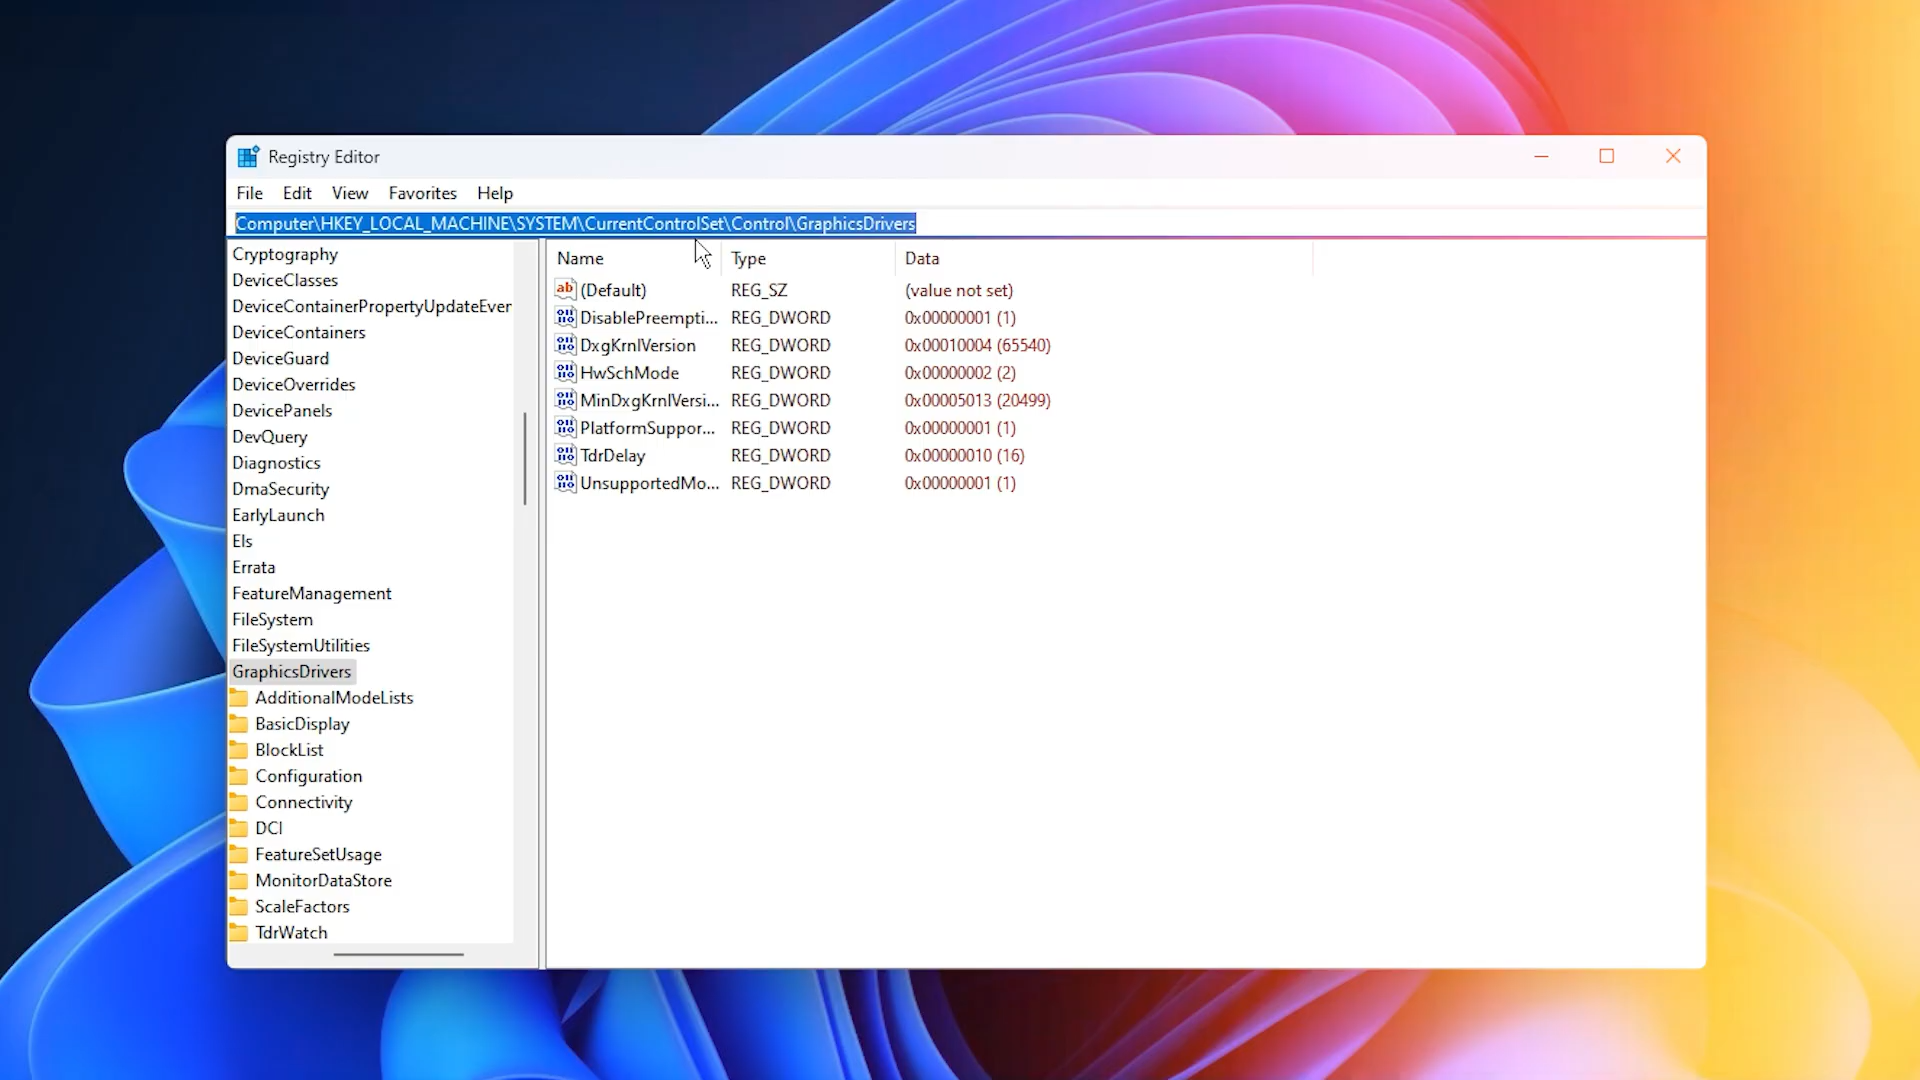 Registry Editor
File Edit View Favorites Help
Computer\HKEY_LOCAL_MACHINE\SYSTEM\CurrentControlSet\Control\GraphicsDrivers
Cryptography
DeviceClasses
DeviceContainerPropertyUpdateEver
DeviceContainers
DeviceGuard
DeviceOverrides
DevicePanels
DevQuery
Diagnostics
DmaSecurity
EarlyLaunch
Els
Errata
FeatureManagement
FileSystem
FileSystemUtilities
GraphicsDrivers
AdditionalModeLists
BasicDisplay
BlockList
Configuration
Connectivity
DCI
FeatureSetUsage
MonitorDataStore
ScaleFactors
TdrWatch
Name Type Data
(Default) REG_SZ (value not set)
DisablePreempti... REG_DWORD 0x00000001 (1)
DxgKrnlVersion REG_DWORD 0x00010004 (65540)
HwSchMode REG_DWORD 0x00000002 (2)
MinDxgKrnlVersi... REG_DWORD 0x00005013 (20499)
PlatformSuppor... REG_DWORD 0x00000001 (1)
TdrDelay REG_DWORD 0x00000010 (16)
UnsupportedMo... REG_DWORD 0x00000001 (1)